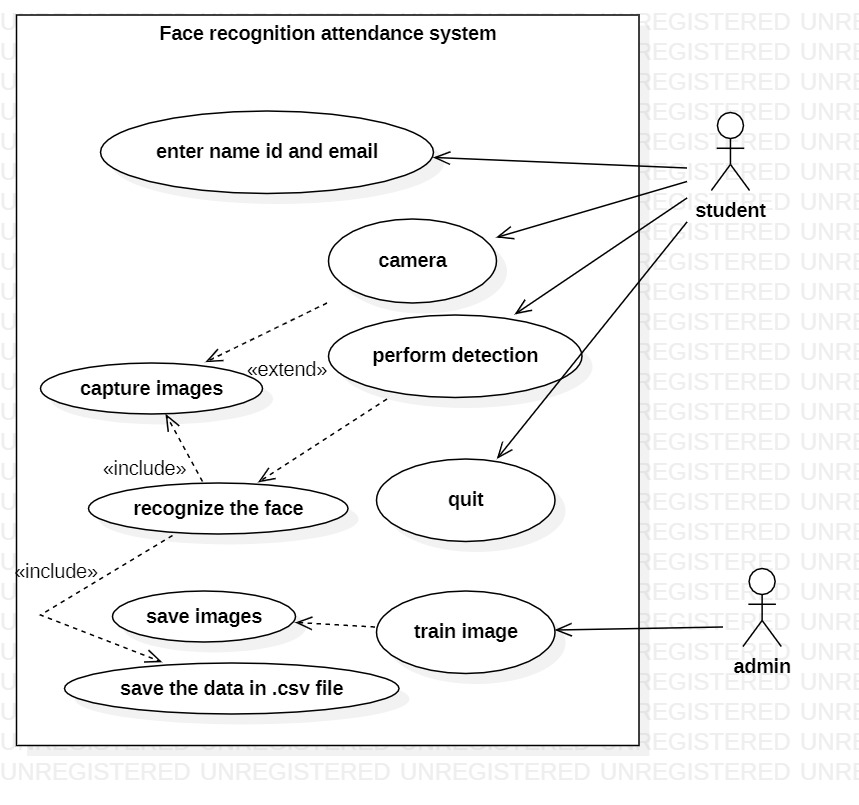 Face recognition attendance system
enter name id and email
student
camera
perform detection
«extend»
capture images
«include»
quit
recognize the face
«include»
save images
train image
admin
save the data in .csv file
UNREGISTERED UNREGISTERED UNREGISTERED UNREGISTERED UNRE